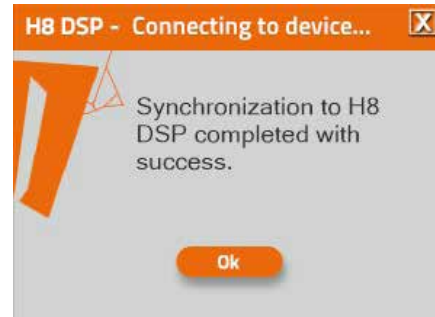 H8 DSP - Connecting to device... X
Synchronization to H8
DSP completed with
success.
Ok